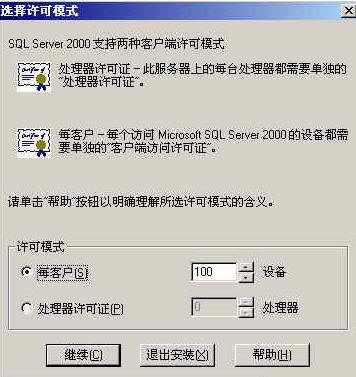 选择许可模式
SQL Server 2000 支持两种客户端许可模式
处理器许可证 - 此服务器上的每台处理器都需要单独的
“处理器许可证”。
每客户 - 每个访问 Microsoft SQL Server 2000 的设备都需
要单独的“客户端访问许可证”。
请单击“帮助”按钮以明确理解所选许可模式的含义。
许可模式
每客户(S) 100 设备
处理器许可证(P) 0 处理器
继续(C) 退出安装(X) 帮助(H)